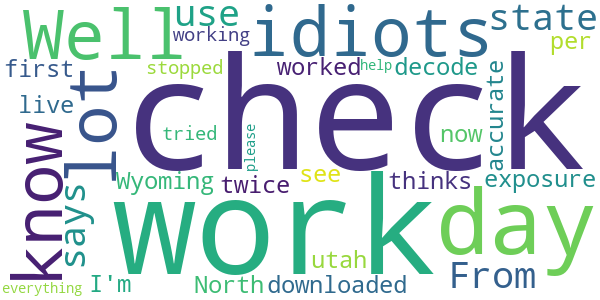 Well
idiots
use
working
state
per
first
stopped
worked
decode
live
lot
check
accurate
know
says
tried
please
help
now
Wyoming
twice
see
thinks
exposure
work
day
utah
everything
I'm
North
downloaded
From